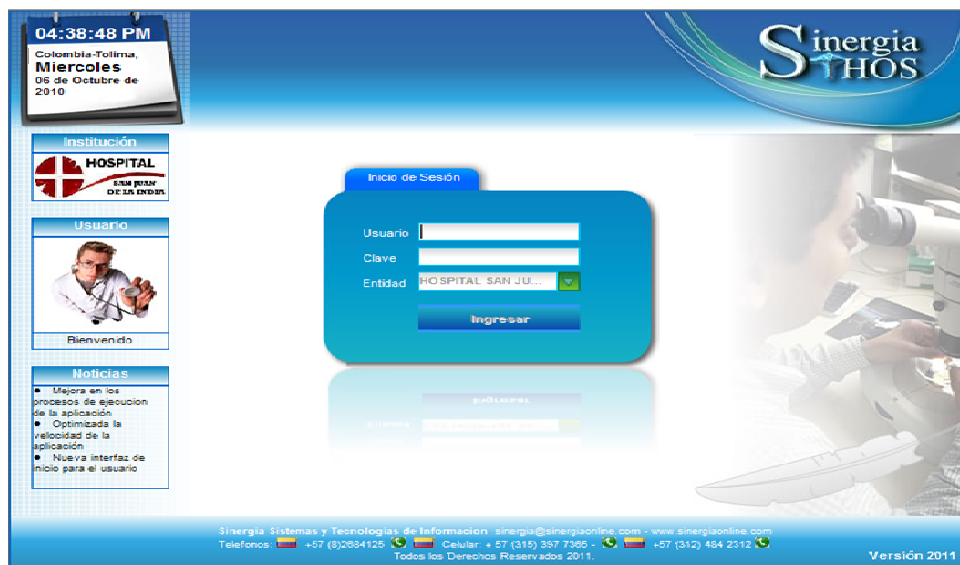 04:38:48 PM
Colombia-Tolima,
Miercoles
06 de Octubre de
2010
Sinergia
HOS
Institución
HOSPITAL
SAN JUAN
Usuario
Bienvenido
Noticias
● Mejora en los
procesos de ejecucion
de la aplicación
● Optimizada la
velocidad de la
aplicación
● Nueva interfaz de
inicio para el usuario
Inicio de Sesión
Usuario
Clave
Entidad HOSPITAL SAN JU...
Ingresar
Sinergia Sistemas y Tecnologías de Informacion sinergia@sinergiaonline.com - www.sinergiaonline.com
Telefonos: +57 (8)2684125 Celular: + 57 (315) 397 7365 - +57 (312) 484 2312
Todos los Derechos Reservados 2011.
Versión 2011